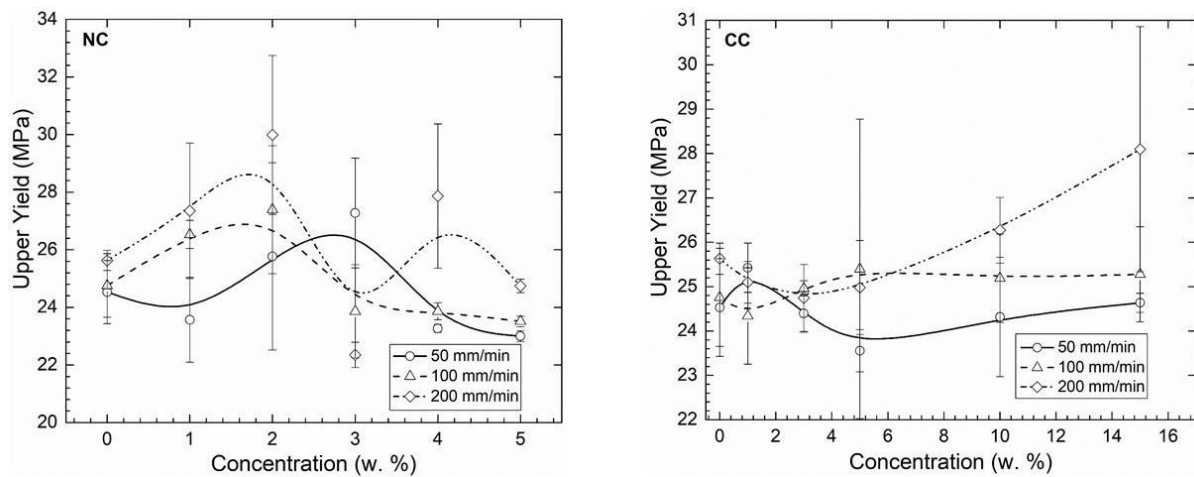 NC
Upper Yield (MPa)
34
32
30
28
26
24
22
20
0 1 2 3 4 5
Concentration (w. %)
50 mm/min
100 mm/min
200 mm/min
CC
Upper Yield (MPa)
31
30
29
28
27
26
25
24
23
22
0 2 4 6 8 10 12 14 16
Concentration (w. %)
50 mm/min
100 mm/min
200 mm/min